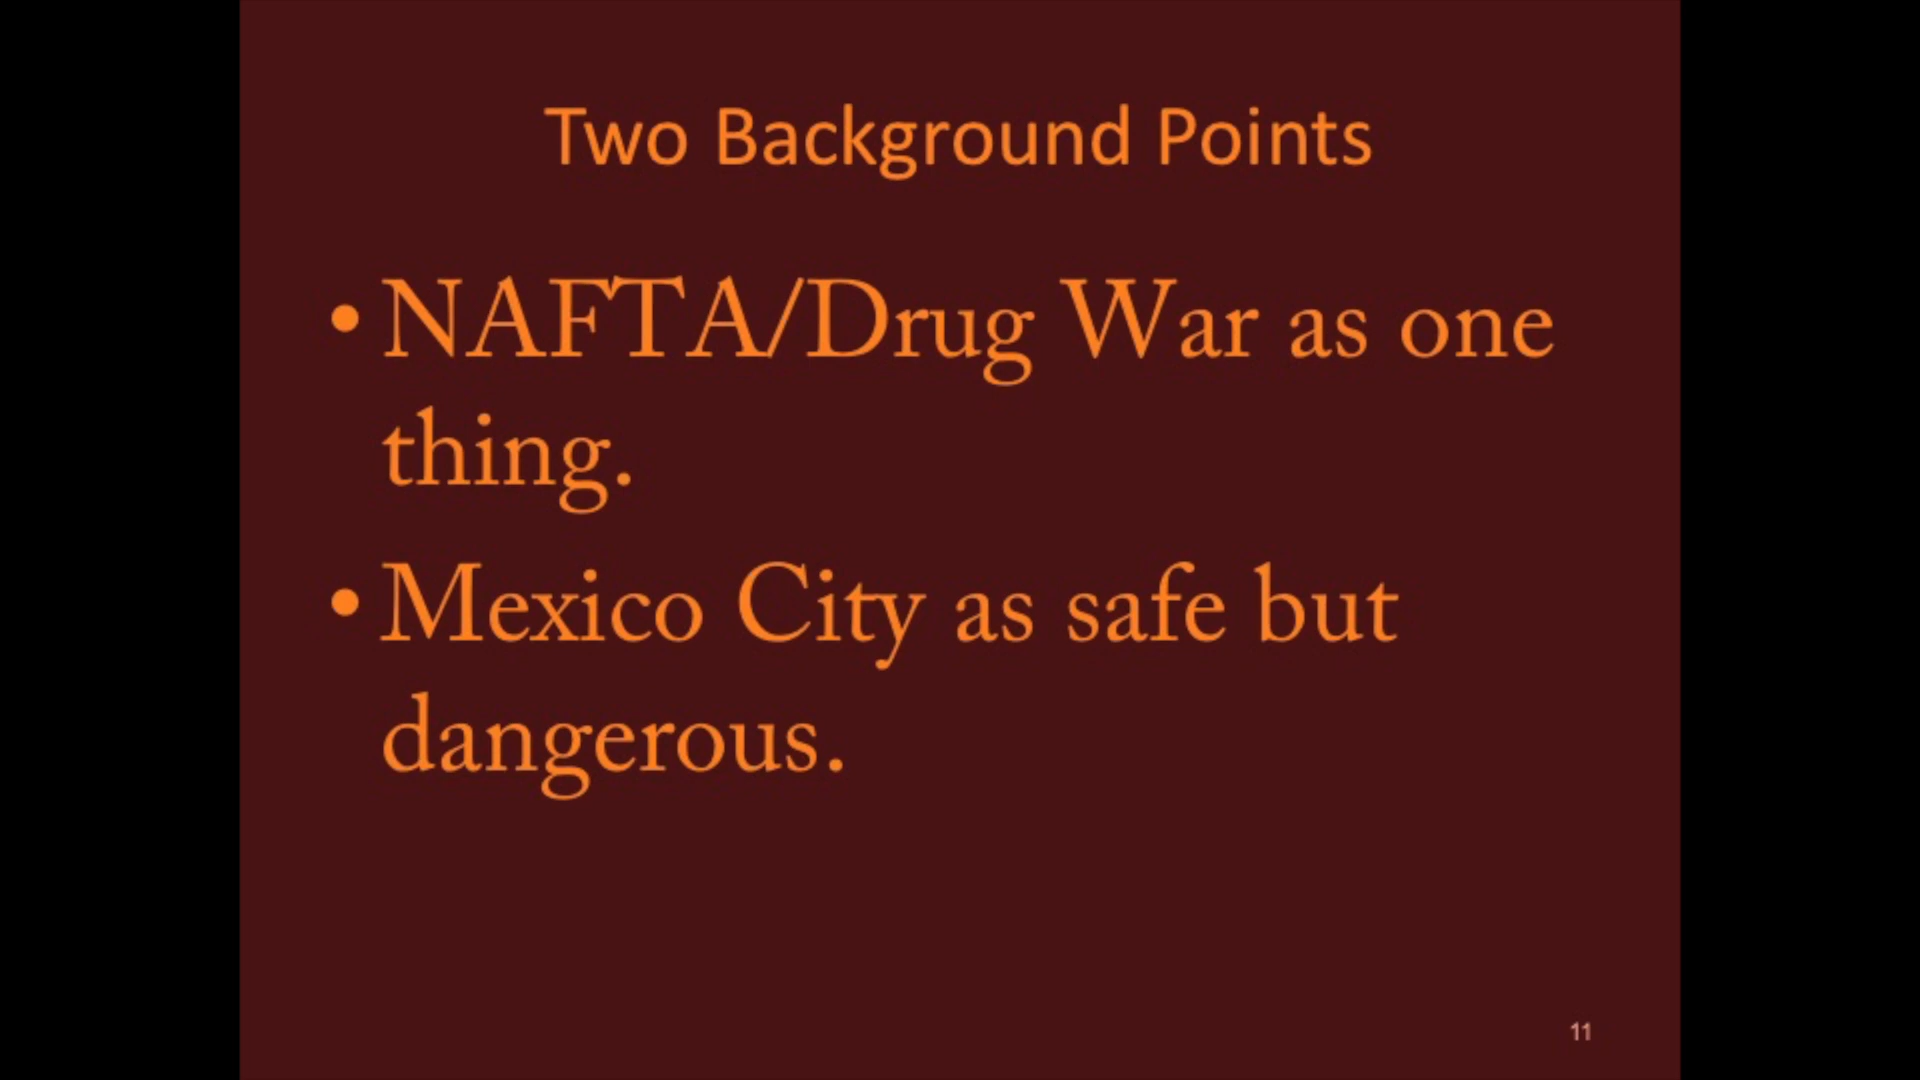 Two Background Points
• NAFTA/Drug War as one
thing.
• Mexico City as safe but
dangerous.
11